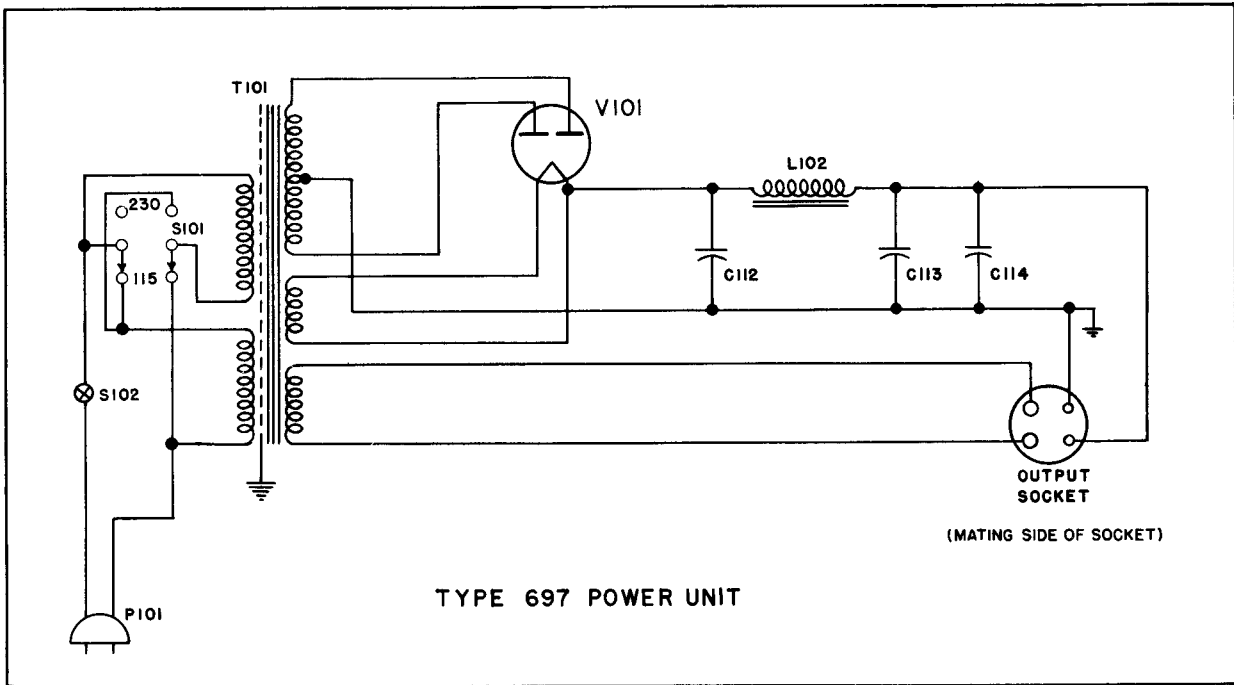 T101
V101
L102
230
S101
115
C112
C113
C114
S102
OUTPUT
SOCKET
(MATING SIDE OF SOCKET)
TYPE 697 POWER UNIT
P101